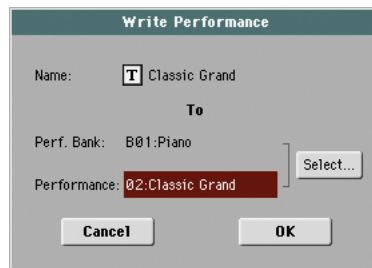 Write Performance
Name: T Classic Grand
To
Perf. Bank: B01:Piano
Select...
Performance: 02:Classic Grand
Cancel OK